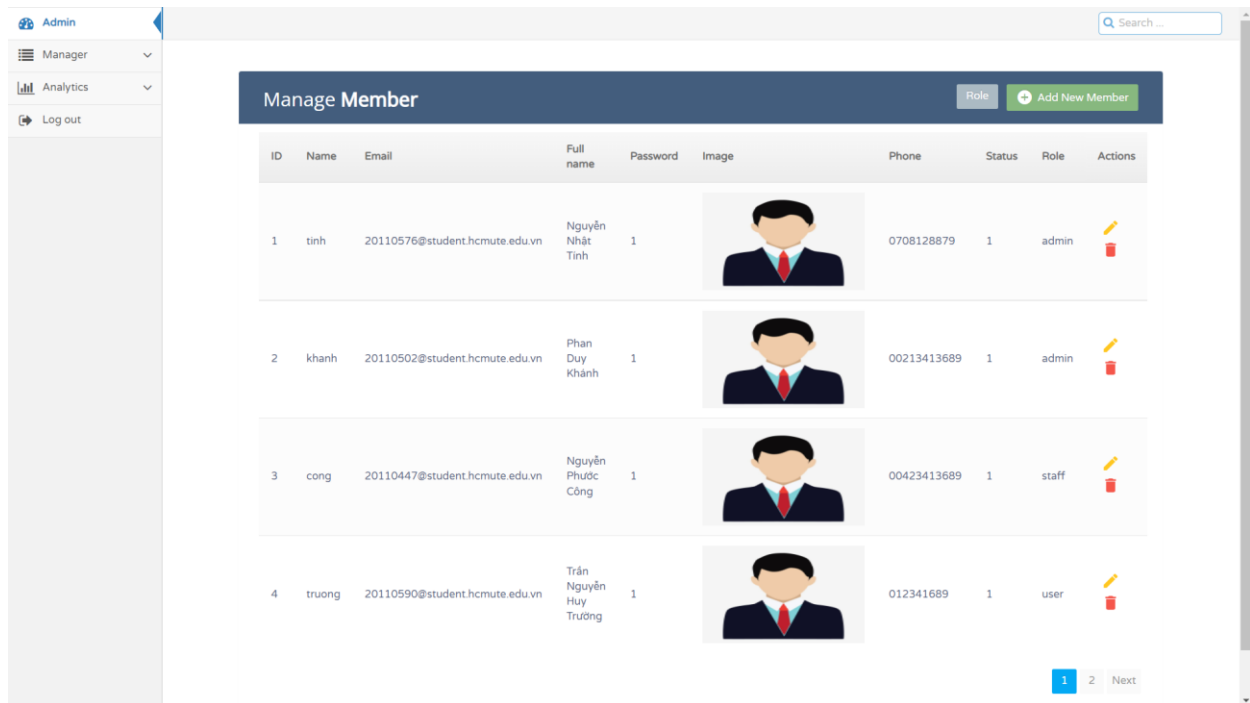 Admin
Search ...
Manager
Analytics
Log out
Manage Member
Role
Add New Member
ID Name Email Full name Password Image Phone Status Role Actions
1 tinh 20110576@student.hcmute.edu.vn Nguyễn Nhật Tinh 1 0708128879 1 admin
2 khanh 20110502@student.hcmute.edu.vn Phan Duy Khánh 1 00213413689 1 admin
3 cong 20110447@student.hcmute.edu.vn Nguyễn Phước Công 1 00423413689 1 staff
4 truong 20110590@student.hcmute.edu.vn Trần Nguyễn Huy Trường 1 012341689 1 user
1 2 Next